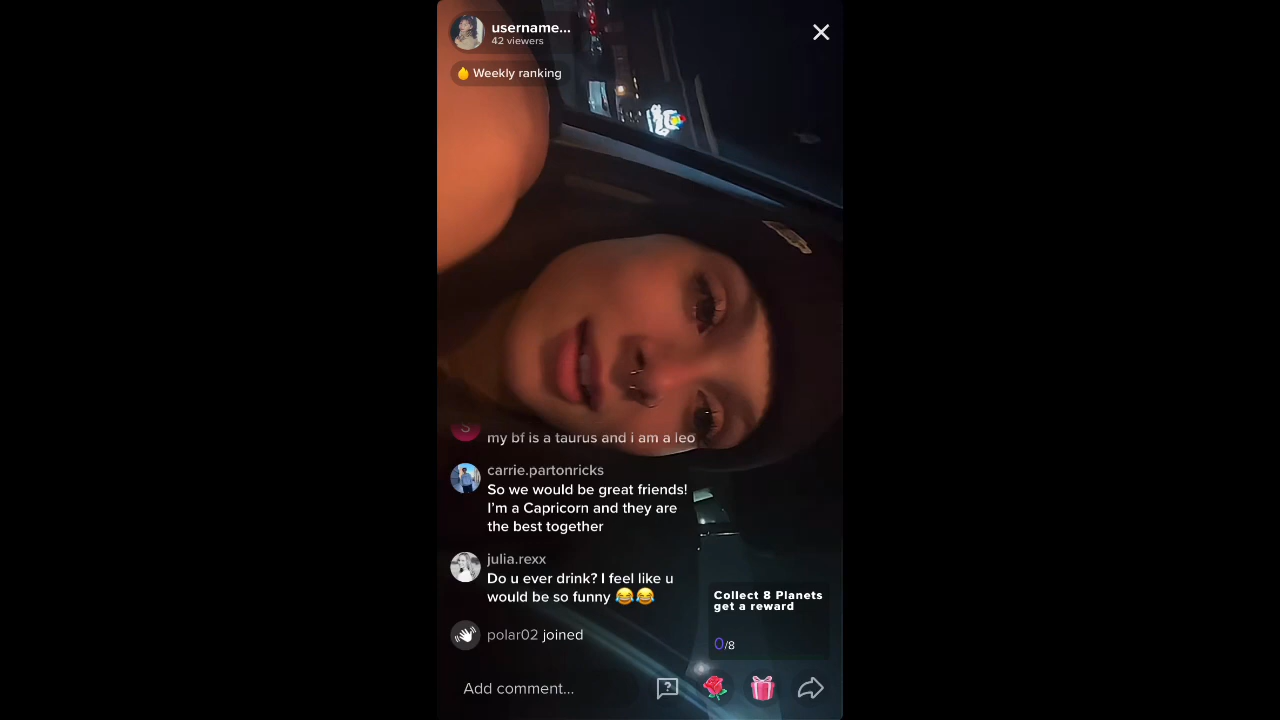 username...
42 viewers
Weekly ranking
my bf is a taurus and i am a leo
carrie.partonricks
So we would be great friends!
I'm a Capricorn and they are
the best together
julia.rexx
Do u ever drink? I feel like u
would be so funny 😂😂
polar02 joined
Collect 8 Planets
get a reward
0/8
Add comment...